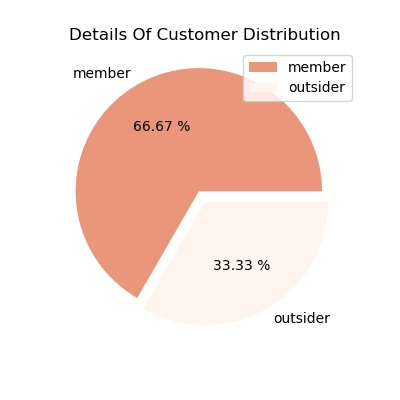 Details Of Customer Distribution
member
member
outsider
66.67 %
33.33 %
outsider